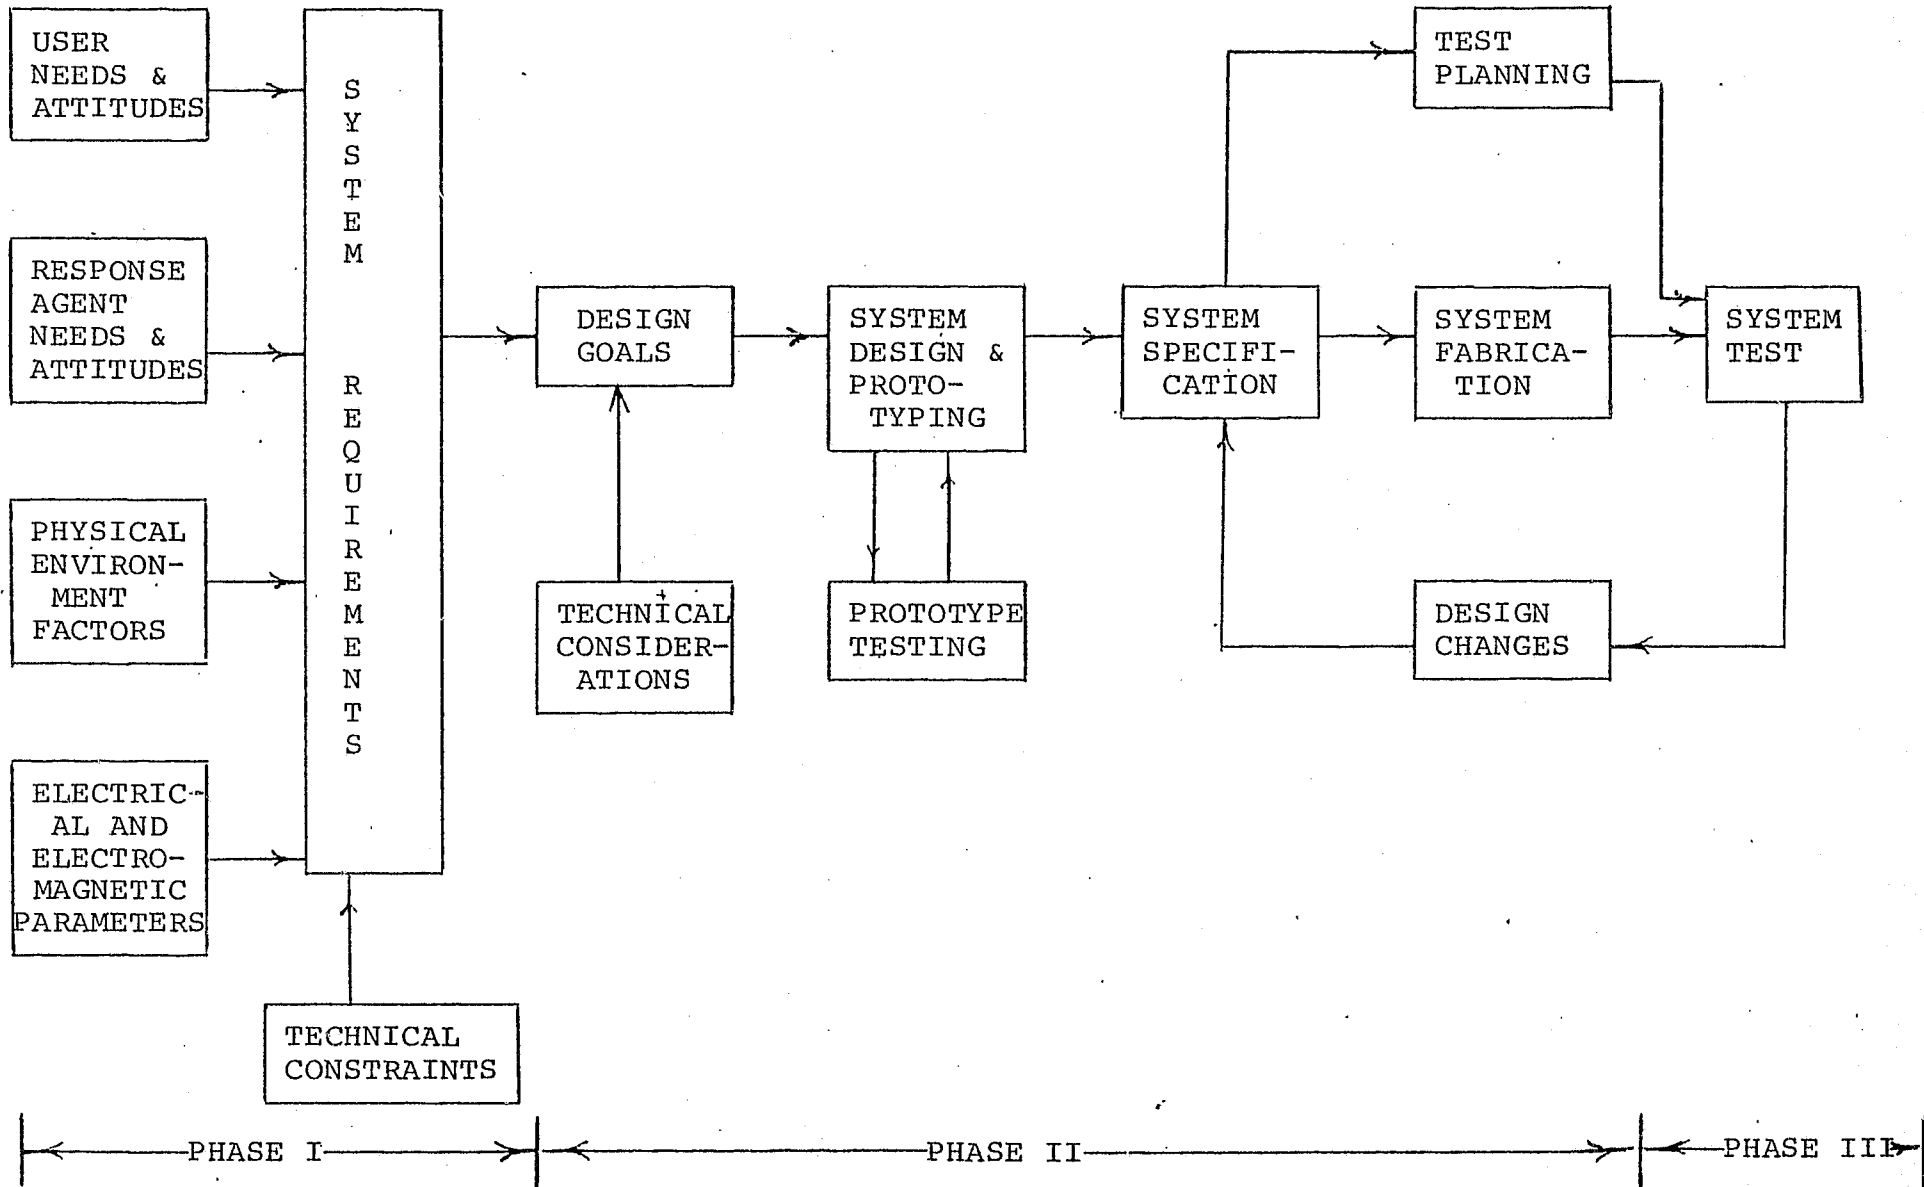 USER
NEEDS &
ATTITUDES
RESPONSE
AGENT
NEEDS &
ATTITUDES
PHYSICAL
ENVIRON-
MENT
FACTORS
ELECTRIC-
AL AND
ELECTRO-
MAGNETIC
PARAMETERS
SYSTEM REQUIREMENTS
TECHNICAL
CONSTRAINTS
DESIGN
GOALS
TECHNICAL
CONSIDER-
ATIONS
SYSTEM
DESIGN &
PROTO-
TYPING
PROTOTYPE
TESTING
SYSTEM
SPECIFI-
CATION
TEST
PLANNING
SYSTEM
FABRICA-
TION
DESIGN
CHANGES
SYSTEM
TEST
PHASE I
PHASE II
PHASE III